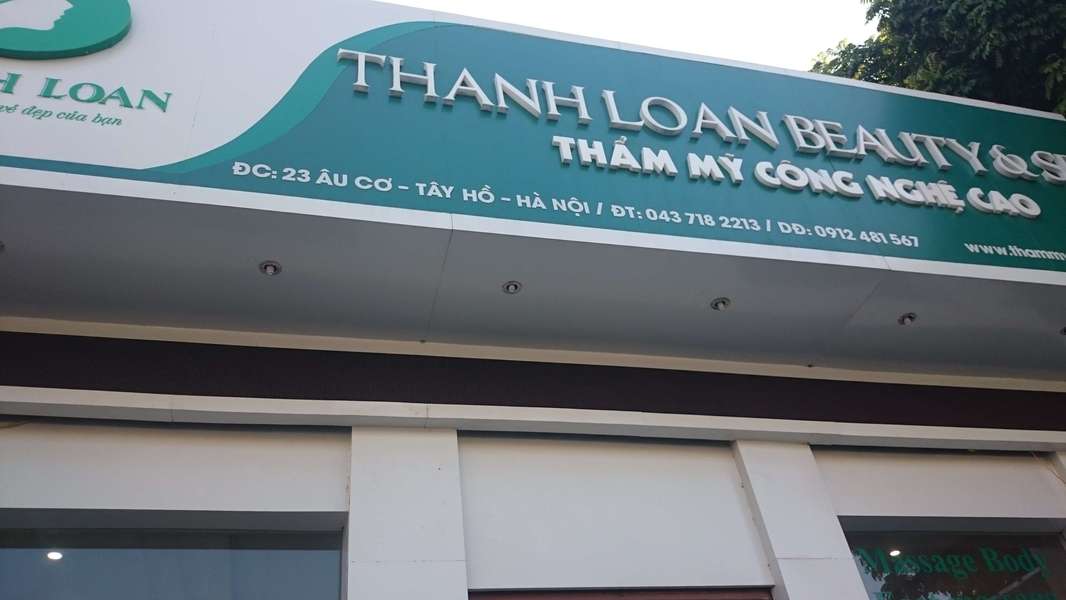 LOAN
vẻ đẹp của bạn
THANH LOAN BEAUTY &
THẨM MỸ CÔNG NGHỆ CAO
ĐC: 23 ÂU CƠ - TÂY HỒ - HÀ NỘI / ĐT: 043 718 2213 / DĐ: 0912 481 567
Massage Body